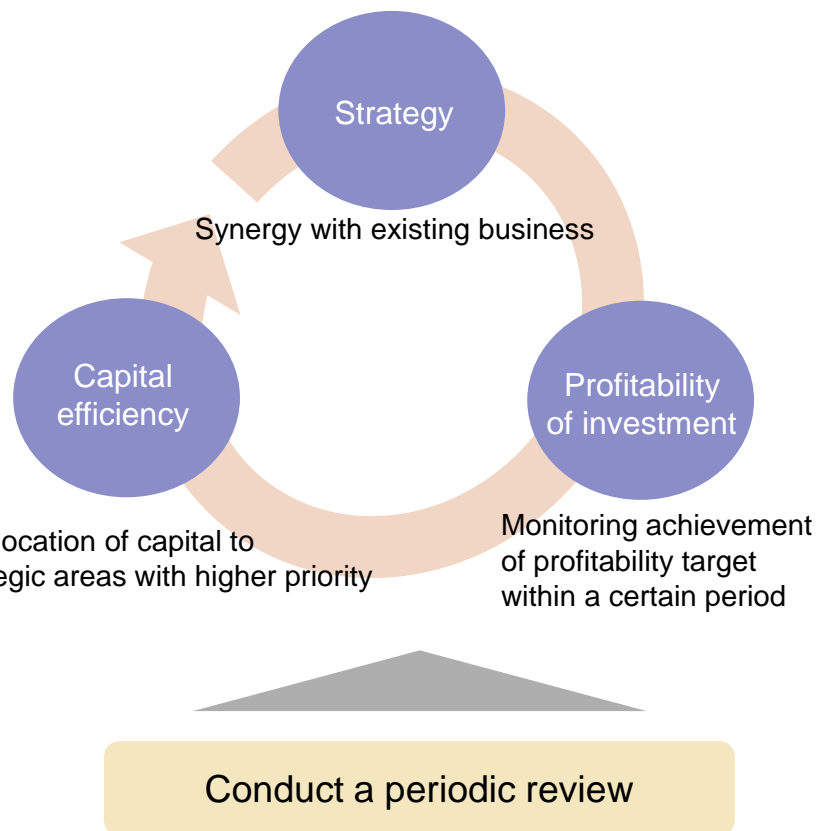 Strategy
Synergy with existing business
Capital
efficiency
Profitability
of investment
location of capital to
egic areas with higher priority
Monitoring achievement
of profitability target
within a certain period
Conduct a periodic review